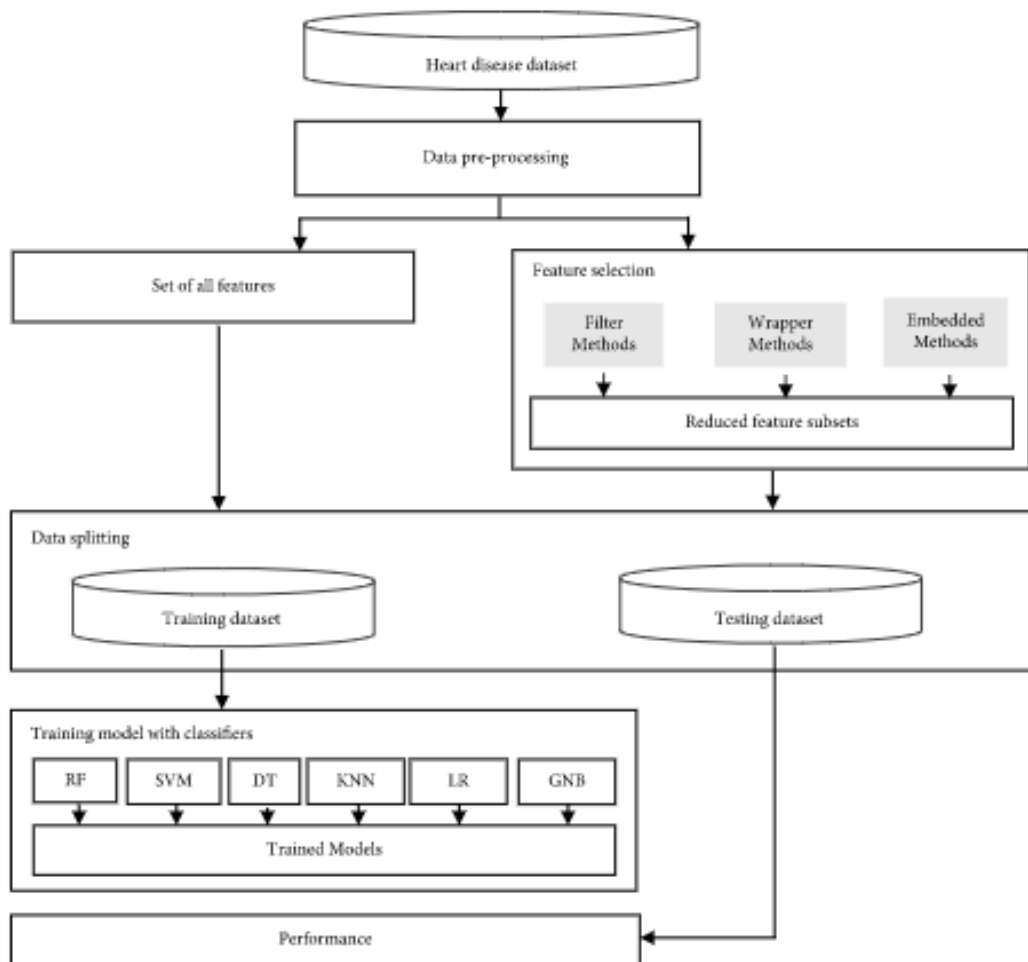 Heart disease dataset
Data pre-processing
Set of all features
Feature selection
Filter
Methods
Wrapper
Methods
Embedded
Methods
Reduced feature subsets
Data splitting
Training dataset
Testing dataset
Training model with classifiers
RF
SVM
DT
KNN
LR
GNB
Trained Models
Performance